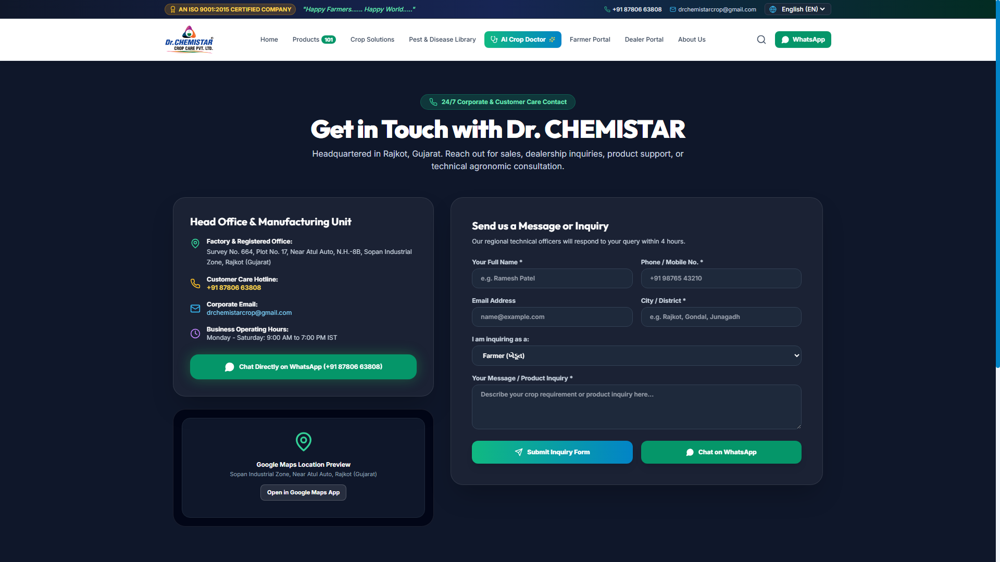 AN ISO 9001:2015 CERTIFIED COMPANY
"Happy Farmers...... Happy World....."
+91 87806 63808
drchemistarcrop@gmail.com
English (EN)
Dr.CHEMISTAR
CROP CARE PVT. LTD.
Home
Products 101
Crop Solutions
Pest & Disease Library
AI Crop Doctor
Farmer Portal
Dealer Portal
About Us
WhatsApp
24/7 Corporate & Customer Care Contact
Get in Touch with Dr. CHEMISTAR
Headquartered in Rajkot, Gujarat. Reach out for sales, dealership inquiries, product support, or
technical agronomic consultation.
Head Office & Manufacturing Unit
Factory & Registered Office:
Survey No. 664, Plot No. 17, Near Atul Auto, N.H.-8B, Sopan Industrial
Zone, Rajkot (Gujarat)
Customer Care Hotline:
+91 87806 63808
Corporate Email:
drchemistarcrop@gmail.com
Business Operating Hours:
Monday - Saturday: 9:00 AM to 7:00 PM IST
Chat Directly on WhatsApp (+91 87806 63808)
Google Maps Location Preview
Sopan Industrial Zone, Near Atul Auto, Rajkot (Gujarat)
Open in Google Maps App
Send us a Message or Inquiry
Our regional technical officers will respond to your query within 4 hours.
Your Full Name *
e.g. Ramesh Patel
Phone / Mobile No. *
+91 98765 43210
Email Address
name@example.com
City / District *
e.g. Rajkot, Gondal, Junagadh
I am inquiring as a:
Farmer (ખેડૂત)
Your Message / Product Inquiry *
Describe your crop requirement or product inquiry here...
Submit Inquiry Form
Chat on WhatsApp